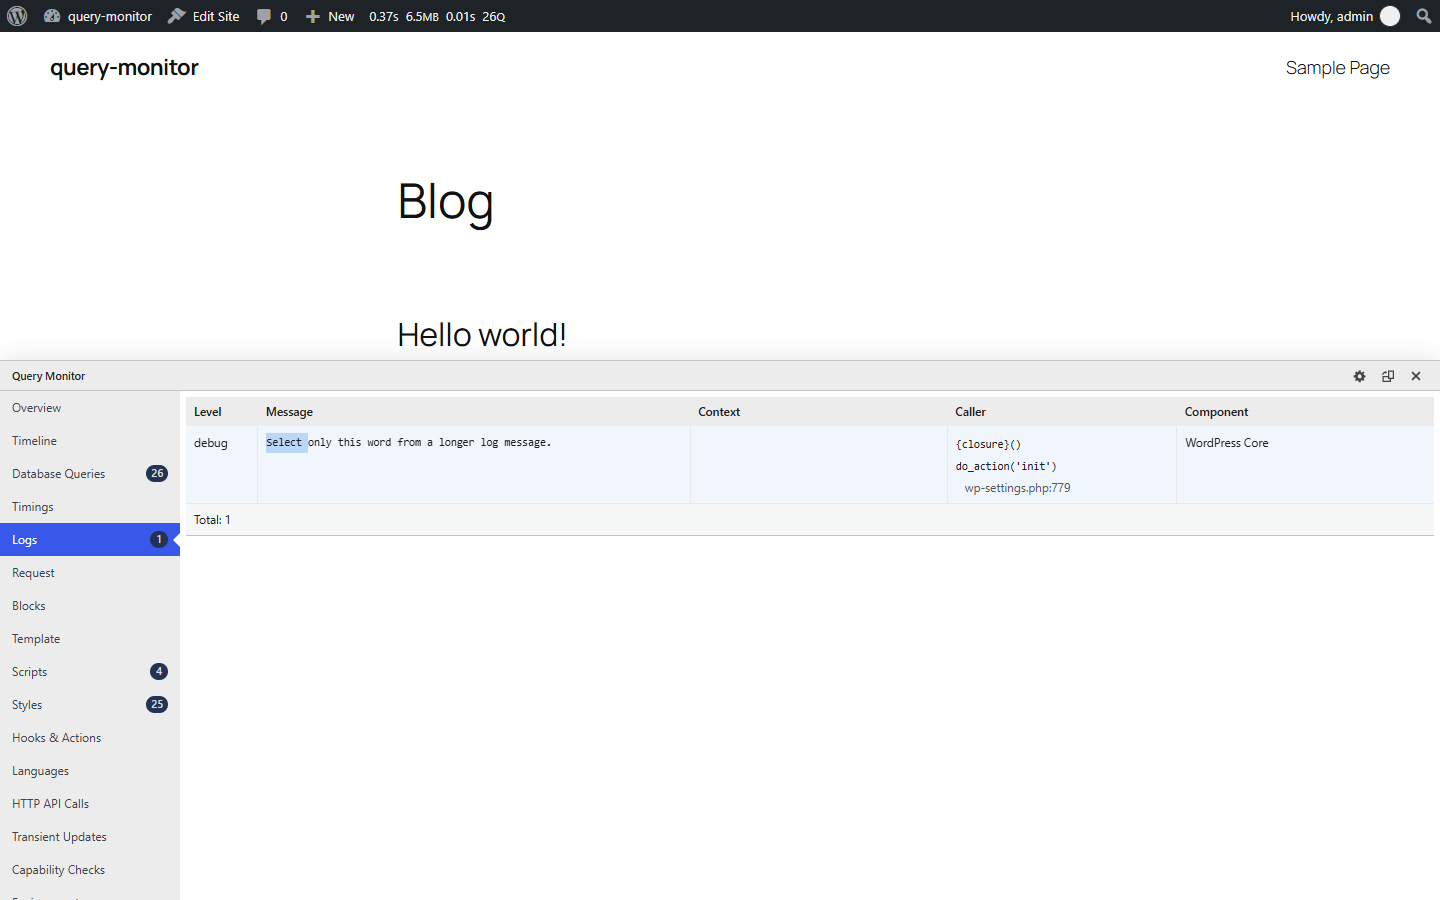 query-monitor Edit Site 0 New 0.37s 6.5MB 0.01s 26Q Howdy, admin
query-monitor Sample Page
Blog
Hello world!
Query Monitor
Overview
Timeline
Database Queries 26
Timings
Logs 1
Request
Blocks
Template
Scripts 4
Styles 25
Hooks & Actions
Languages
HTTP API Calls
Transient Updates
Capability Checks
Level Message Context Caller Component
debug Select only this word from a longer log message. {closure}() WordPress Core
do_action('init')
wp-settings.php:779
Total: 1